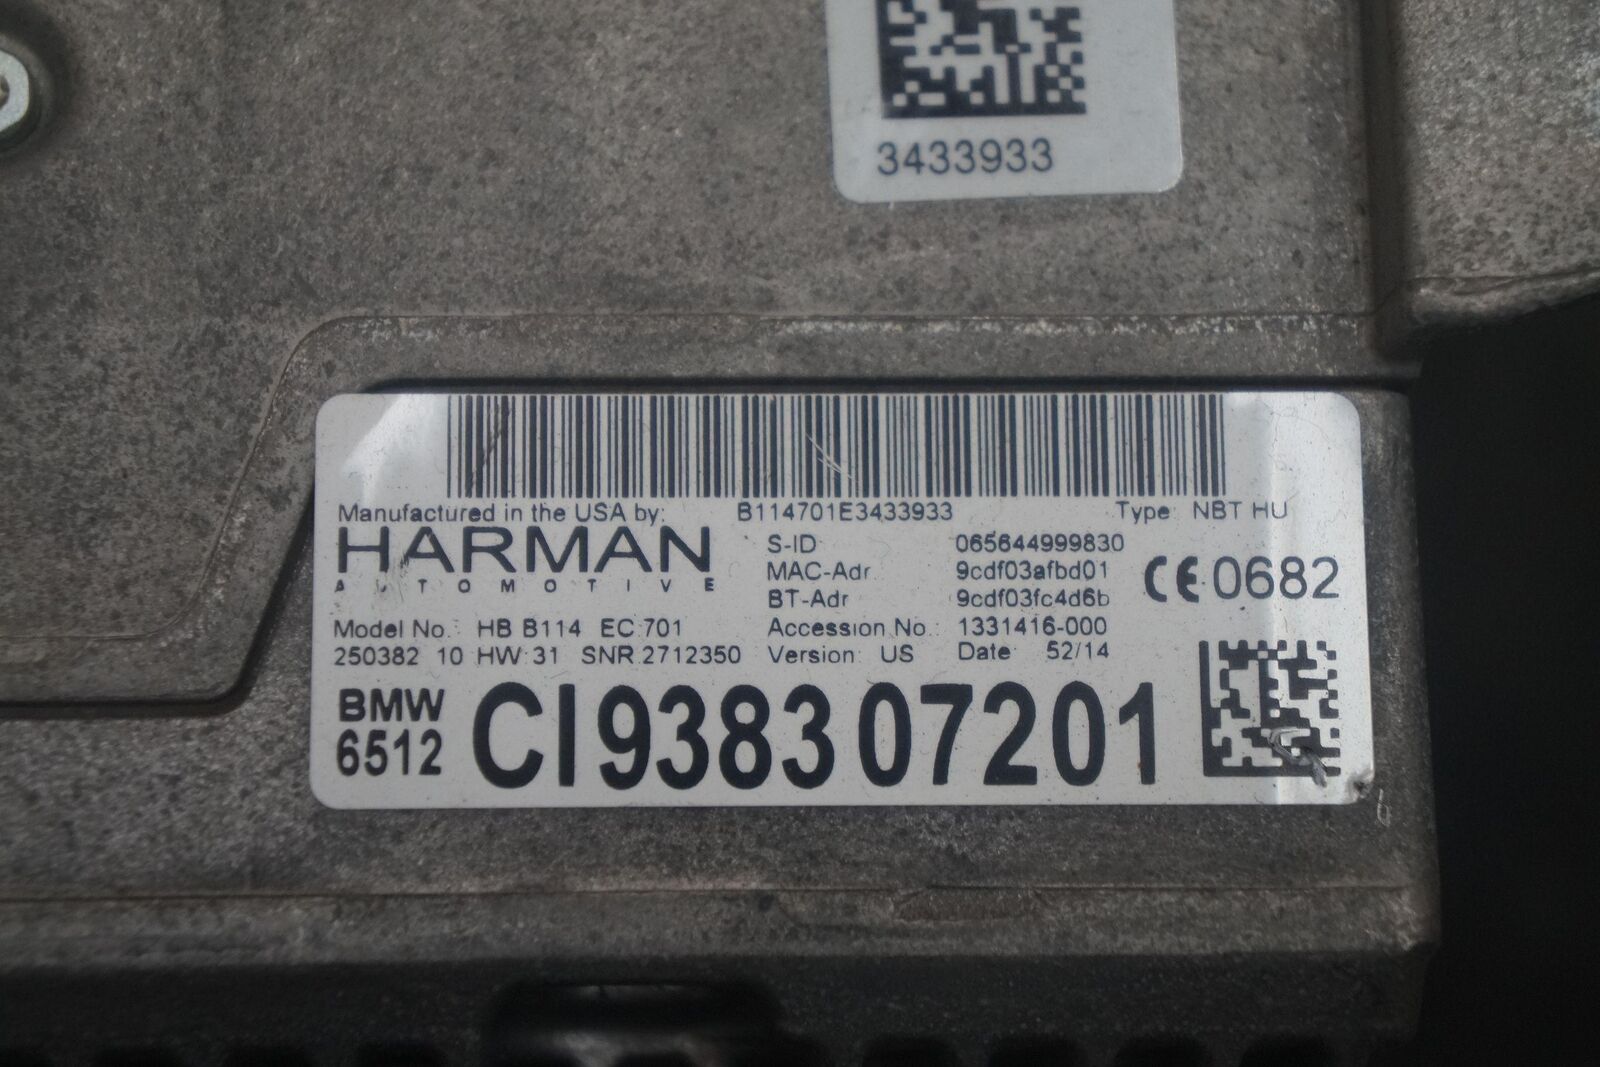 3433933
Manufactured in the USA by: B114701E3433933 Type: NBT HU
HARMAN
AUTOMOTIVE
S-ID 065644999830
MAC-Adr. 9cdf03afbd01
BT-Adr 9cdf03fc4d6b
CE 0682
Model No.: HB B114 EC:701 Accession No.: 1331416-000
250382 10 HW:31 SNR:2712350 Version: US Date: 52/14
BMW
6512
CI 9383 07201